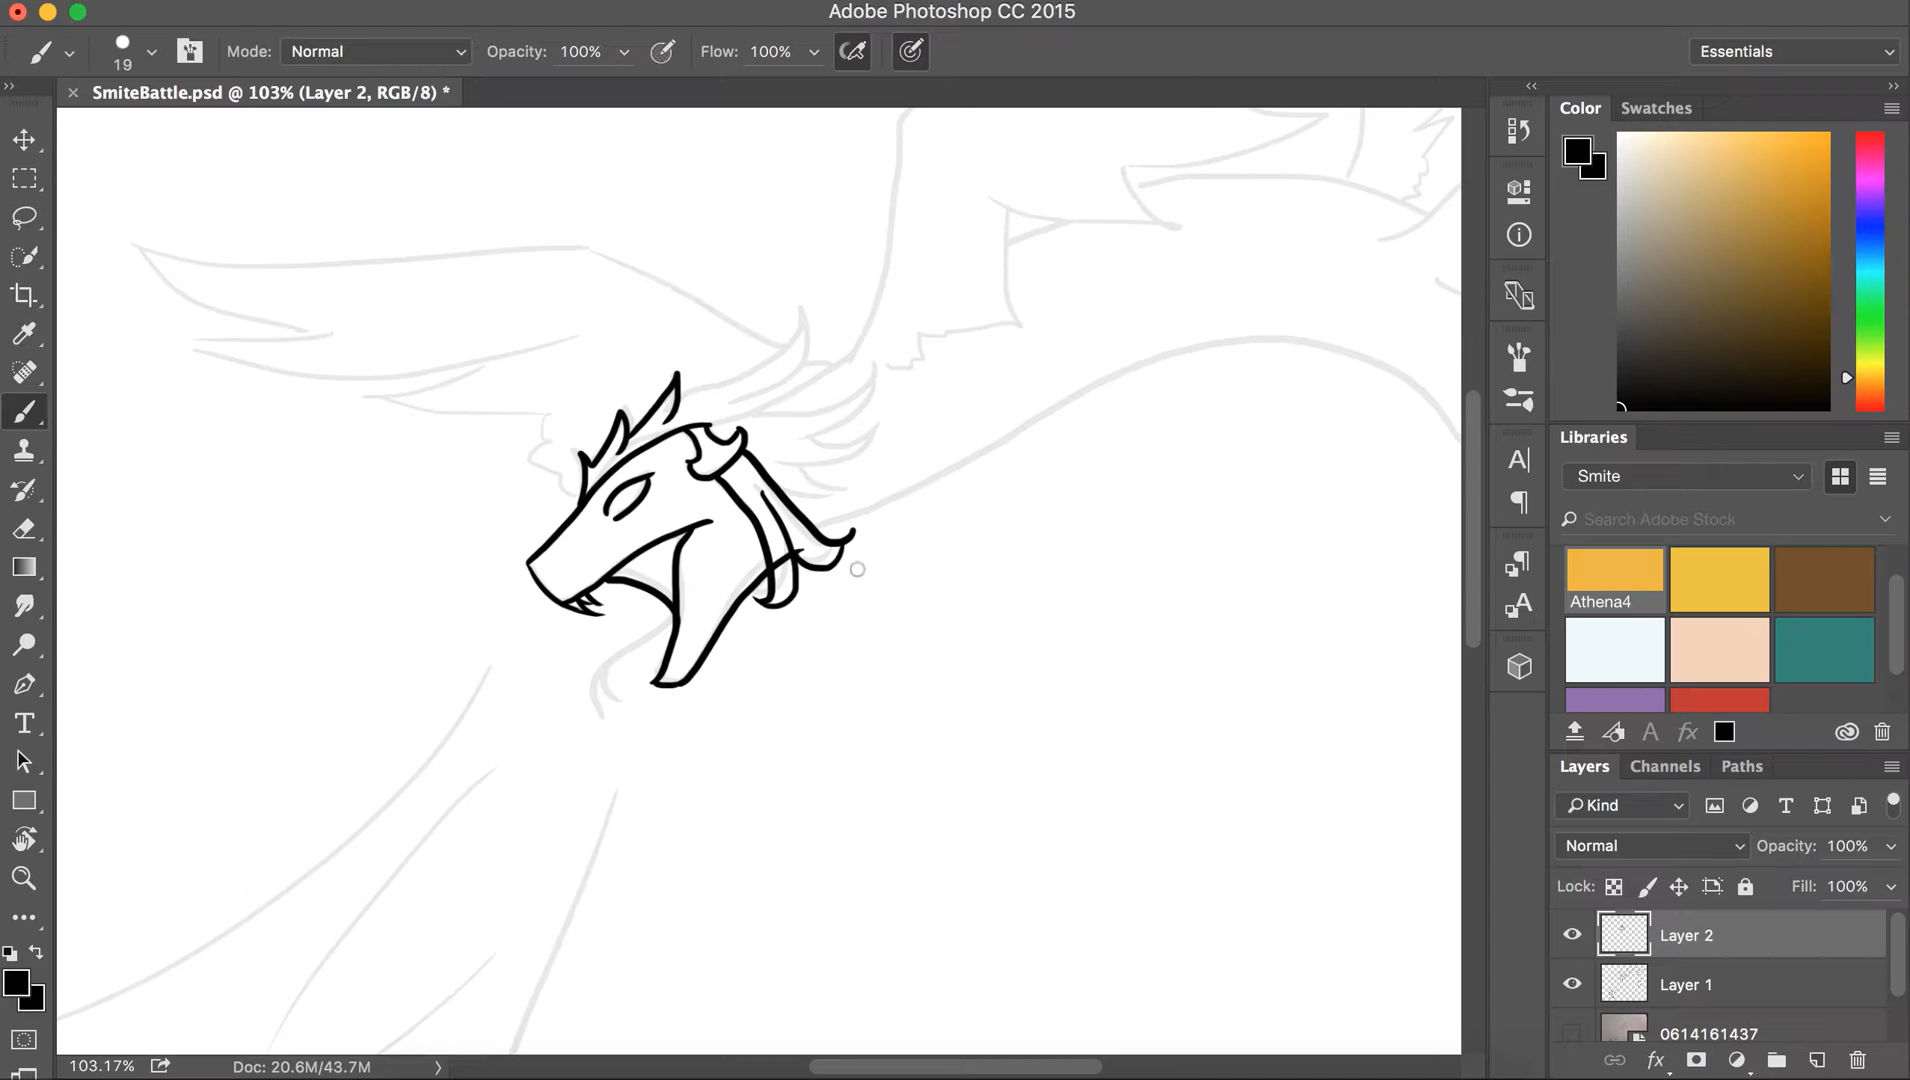 Adobe Photoshop CC 2015
19
Mode: Normal
Opacity: 100%
Flow: 100%
Essentials
SmiteBattle.psd @ 103% (Layer 2, RGB/8) *
Color
Swatches
Libraries
Smite
Search Adobe Stock
Athena4
Layers
Channels
Paths
Kind
Normal
Opacity: 100%
Lock:
Fill: 100%
Layer 2
Layer 1
0614161437
103.17%
Doc: 20.6M/43.7M